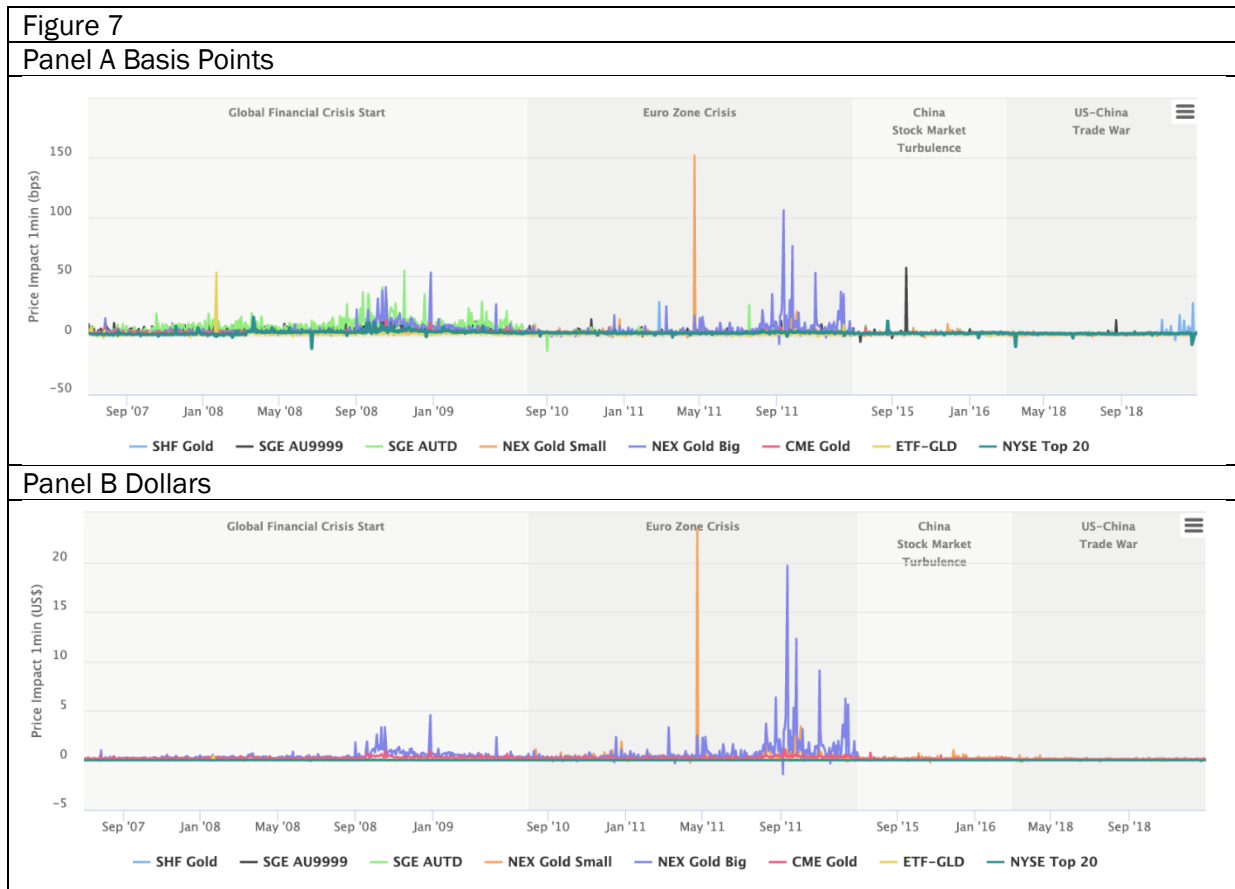 Figure 7
Panel A Basis Points
Global Financial Crisis Start Euro Zone Crisis China US-China
Stock Market Trade War
Turbulence
Price Impact 1min (bps)
150
100
50
0
−50
Sep '07 Jan '08 May '08 Sep '08 Jan '09 Sep '10 Jan '11 May '11 Sep '11 Sep '15 Jan '16 May '18 Sep '18
SHF Gold SGE AU9999 SGE AUTD NEX Gold Small NEX Gold Big CME Gold ETF-GLD NYSE Top 20
Panel B Dollars
Global Financial Crisis Start Euro Zone Crisis China US-China
Stock Market Trade War
Turbulence
Price Impact 1min (US$)
20
15
10
5
0
−5
Sep '07 Jan '08 May '08 Sep '08 Jan '09 Sep '10 Jan '11 May '11 Sep '11 Sep '15 Jan '16 May '18 Sep '18
SHF Gold SGE AU9999 SGE AUTD NEX Gold Small NEX Gold Big CME Gold ETF-GLD NYSE Top 20